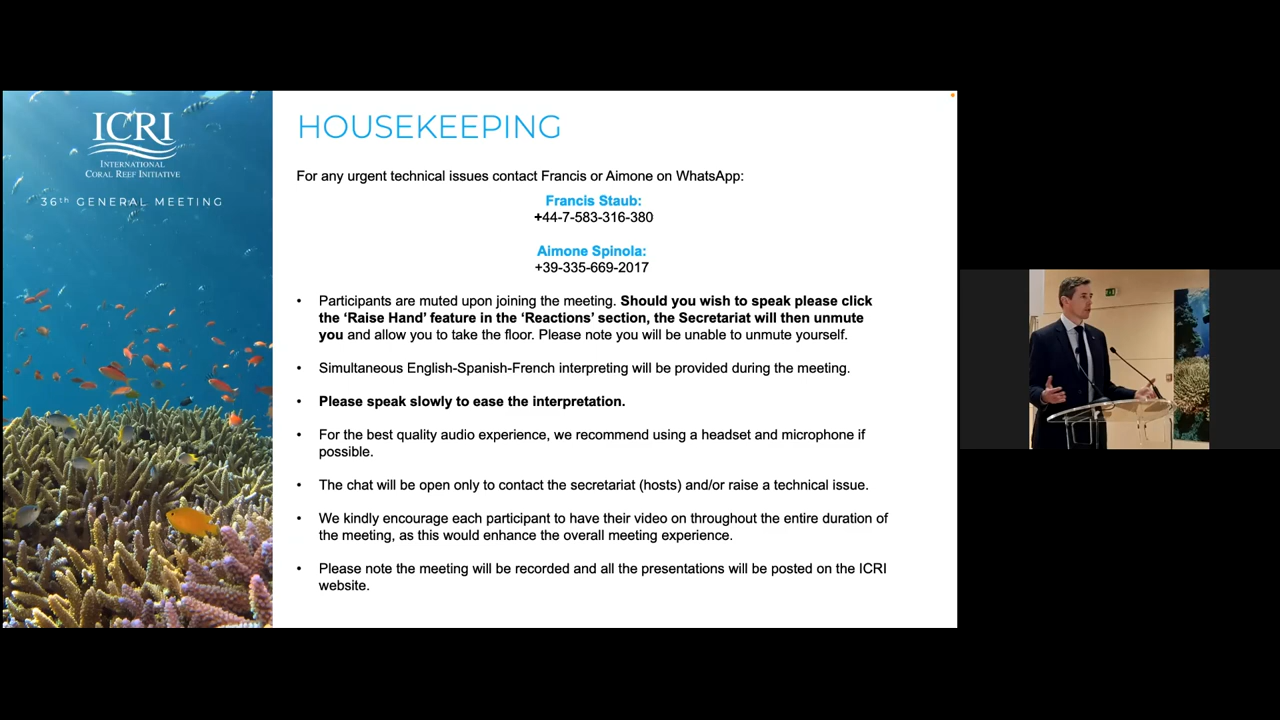 ICRI
INTERNATIONAL
CORAL REEF INITIATIVE
36th GENERAL MEETING
HOUSEKEEPING
For any urgent technical issues contact Francis or Aimone on WhatsApp:
Francis Staub:
+44-7-583-316-380
Aimone Spinola:
+39-335-669-2017
• Participants are muted upon joining the meeting. Should you wish to speak please click
the ‘Raise Hand’ feature in the ‘Reactions’ section, the Secretariat will then unmute
you and allow you to take the floor. Please note you will be unable to unmute yourself.
• Simultaneous English-Spanish-French interpreting will be provided during the meeting.
• Please speak slowly to ease the interpretation.
• For the best quality audio experience, we recommend using a headset and microphone if
possible.
• The chat will be open only to contact the secretariat (hosts) and/or raise a technical issue.
• We kindly encourage each participant to have their video on throughout the entire duration of
the meeting, as this would enhance the overall meeting experience.
• Please note the meeting will be recorded and all the presentations will be posted on the ICRI
website.